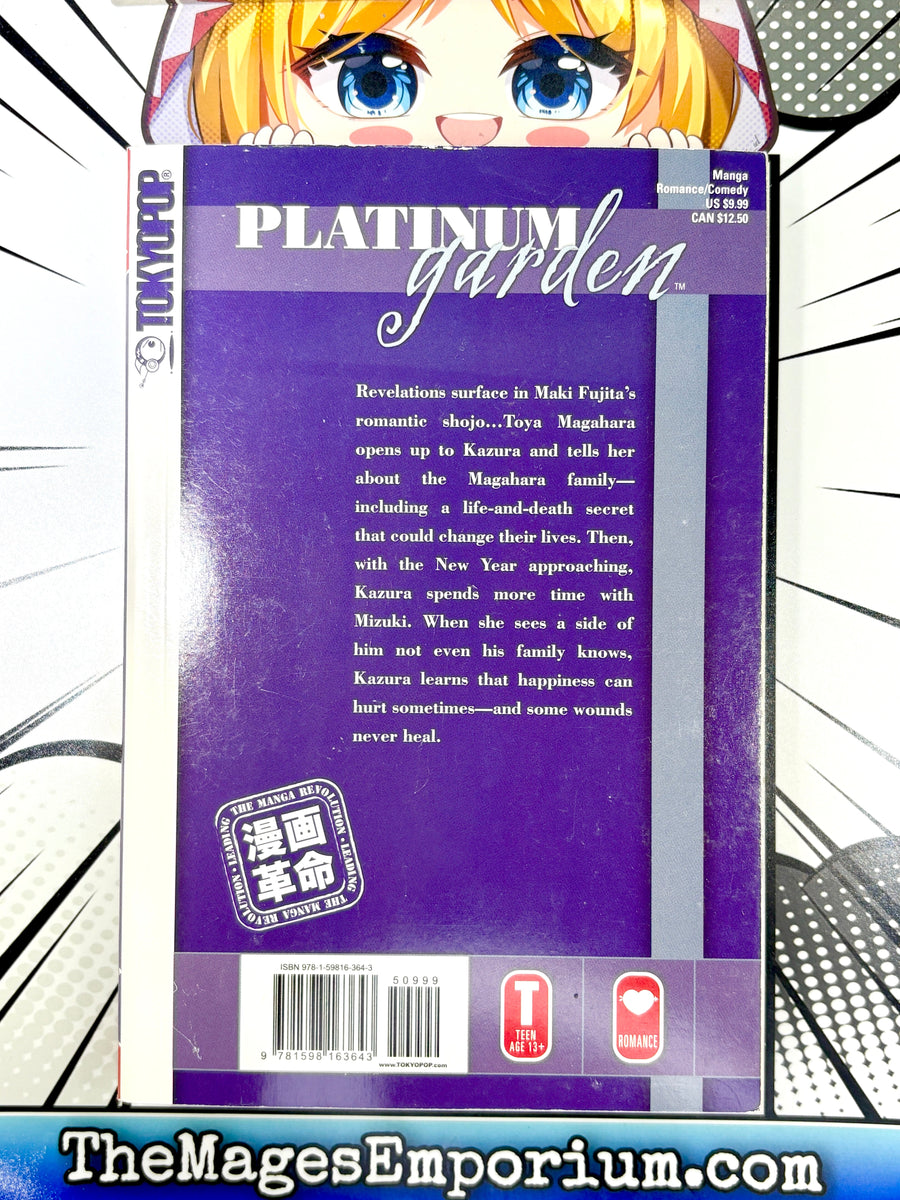 TOKYOPOP®
Manga
Romance/Comedy
US $9.99
CAN $12.50
PLATINUM
garden™
Revelations surface in Maki Fujita's
romantic shojo...Toya Magahara
opens up to Kazura and tells her
about the Magahara family—
including a life-and-death secret
that could change their lives. Then,
with the New Year approaching,
Kazura spends more time with
Mizuki. When she sees a side of
him not even his family knows,
Kazura learns that happiness can
hurt sometimes—and some wounds
never heal.
LEADING THE MANGA REVOLUTION • LEADING THE MANGA REVOLUTION •
漫画
革命
ISBN 978-1-59816-364-3
50999
9 781598 163643
www.TOKYOPOP.com
T
TEEN
AGE 13+
ROMANCE
TheMagesEmporium.com